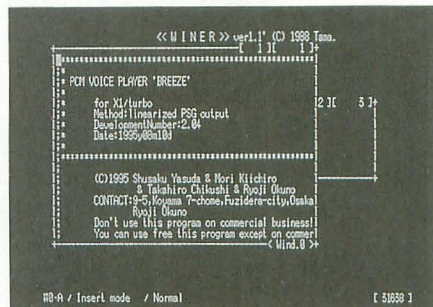 ≪ W I N E R ≫ ver1.1' (C) 1988 Tama.
[ 1 ][ 1 ]
PCM VOICE PLAYER 'BREEZE'
for X1/turbo
Method:linearized PSG output
DevelopmentNumber:2.04
Date:1995y08m10d
2 ][ 3 ]
(C)1995 Shusaku Yasuda & Mori Kiichiro
& Takahiro Chikushi & Ryoji Okuno
CONTACT:9-5,Koyama 7-chome,Fuzidera-city,Osaka
Ryoji Okuno
Don't use this program on commercial business!!
You can use free this program except on commer
< Wind.0 >
#0-A / Insert mode / Normal [ 31638 ]